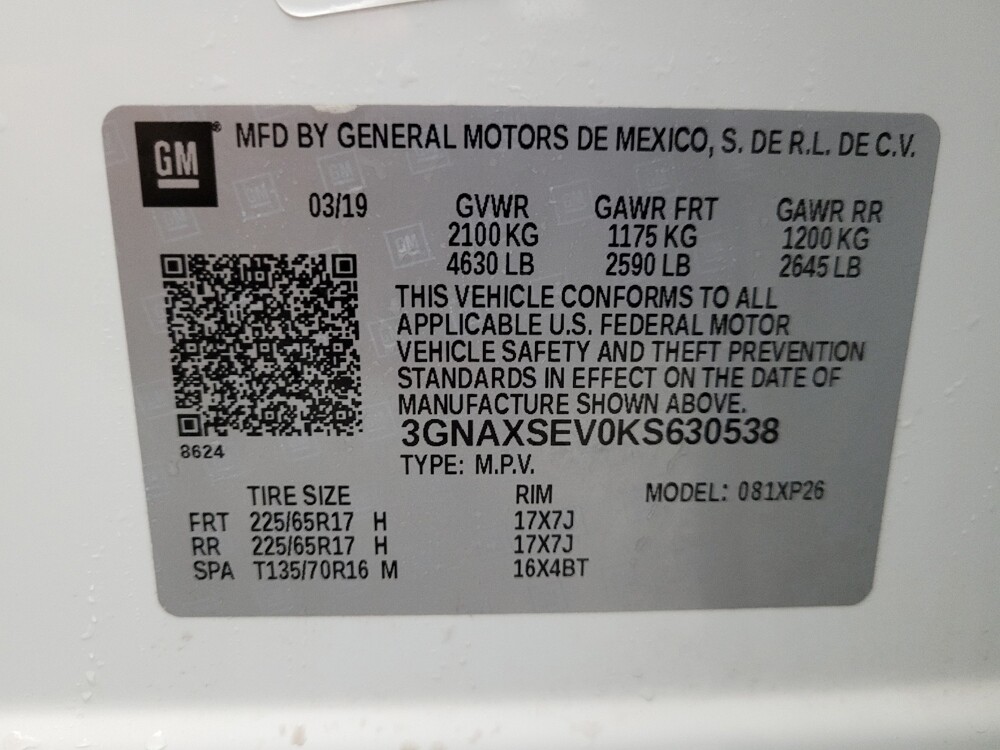 GM® MFD BY GENERAL MOTORS DE MEXICO, S. DE R.L. DE C.V.
03/19 GVWR GAWR FRT GAWR RR
2100 KG 1175 KG 1200 KG
4630 LB 2590 LB 2645 LB
THIS VEHICLE CONFORMS TO ALL
APPLICABLE U.S. FEDERAL MOTOR
VEHICLE SAFETY AND THEFT PREVENTION
STANDARDS IN EFFECT ON THE DATE OF
MANUFACTURE SHOWN ABOVE.
3GNAXSEV0KS630538
8624
TYPE: M.P.V.
TIRE SIZE RIM MODEL: 081XP26
FRT 225/65R17 H 17X7J
RR 225/65R17 H 17X7J
SPA T135/70R16 M 16X4BT